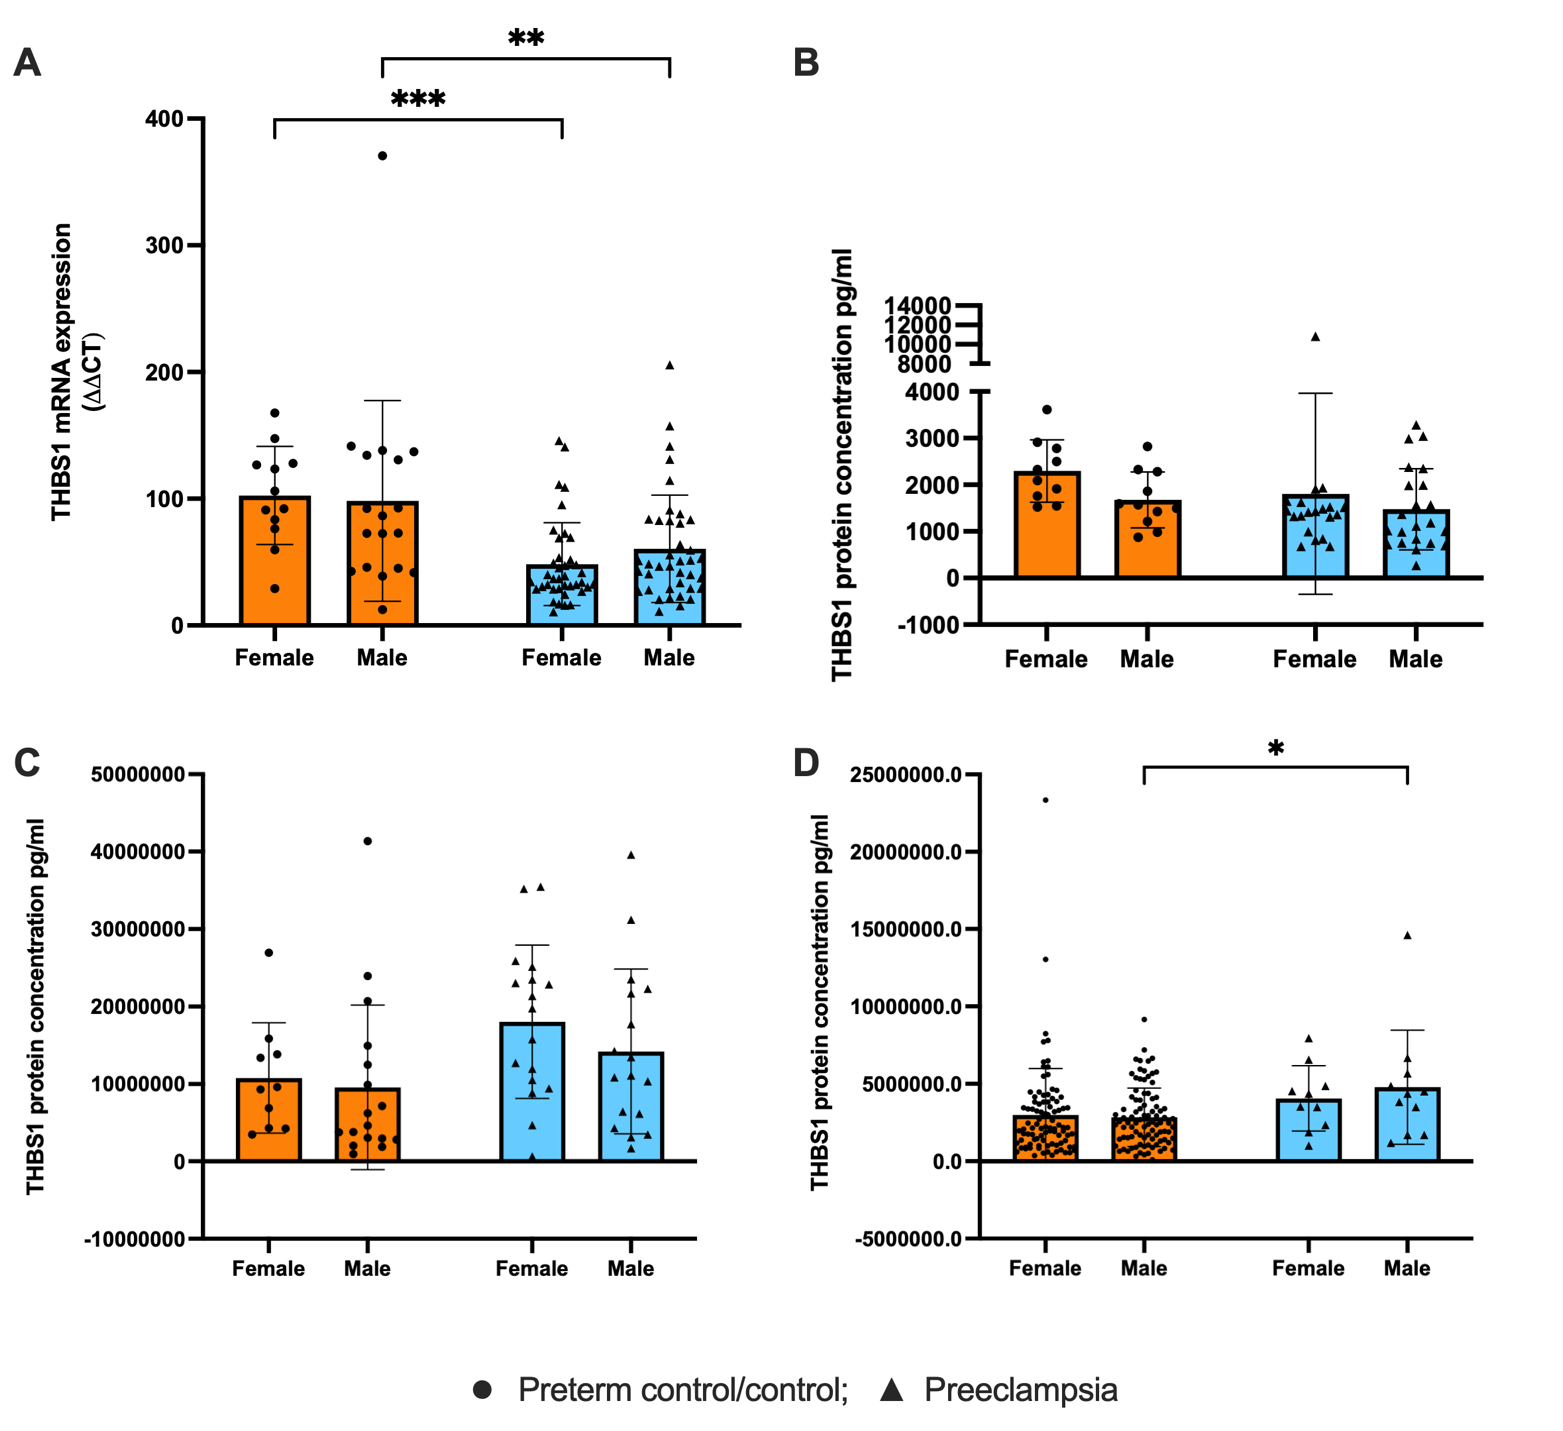 A
**
***
THBS1 mRNA expression
(ΔΔCT)
400
300
200
100
0
Female
Male
Female
Male
B
THBS1 protein concentration pg/ml
14000
12000
10000
8000
4000
3000
2000
1000
0
-1000
Female
Male
Female
Male
C
THBS1 protein concentration pg/ml
50000000
40000000
30000000
20000000
10000000
0
-10000000
Female
Male
Female
Male
D
*
THBS1 protein concentration pg/ml
25000000.0
20000000.0
15000000.0
10000000.0
5000000.0
0.0
-5000000.0
Female
Male
Female
Male
Preterm control/control; Preeclampsia